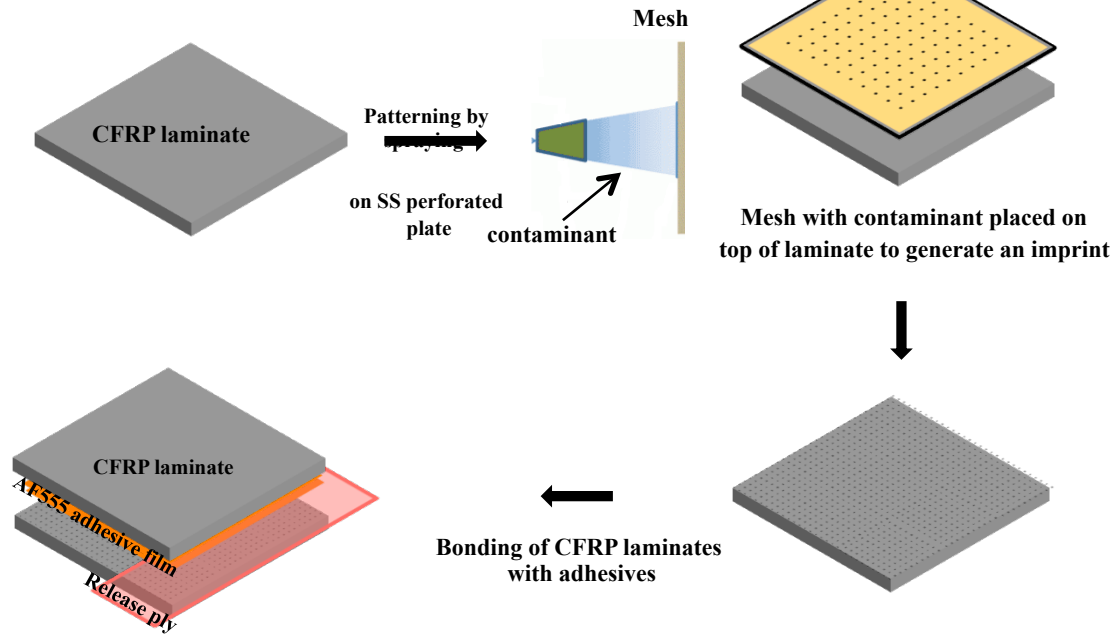 Mesh
CFRP laminate
Patterning by
spraying
on SS perforated
plate
contaminant
Mesh with contaminant placed on
top of laminate to generate an imprint
CFRP laminate
AF555 adhesive film
Release ply
Bonding of CFRP laminates
with adhesives